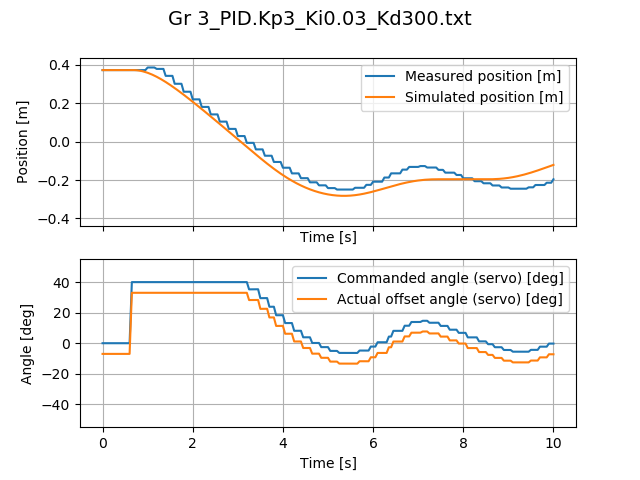 Gr 3_PID.Kp3_Ki0.03_Kd300.txt
0.4
0.2
0.0
−0.2
−0.4
Position [m]
Measured position [m]
Simulated position [m]
Time [s]
40
20
0
−20
−40
Angle [deg]
Commanded angle (servo) [deg]
Actual offset angle (servo) [deg]
0 2 4 6 8 10
Time [s]